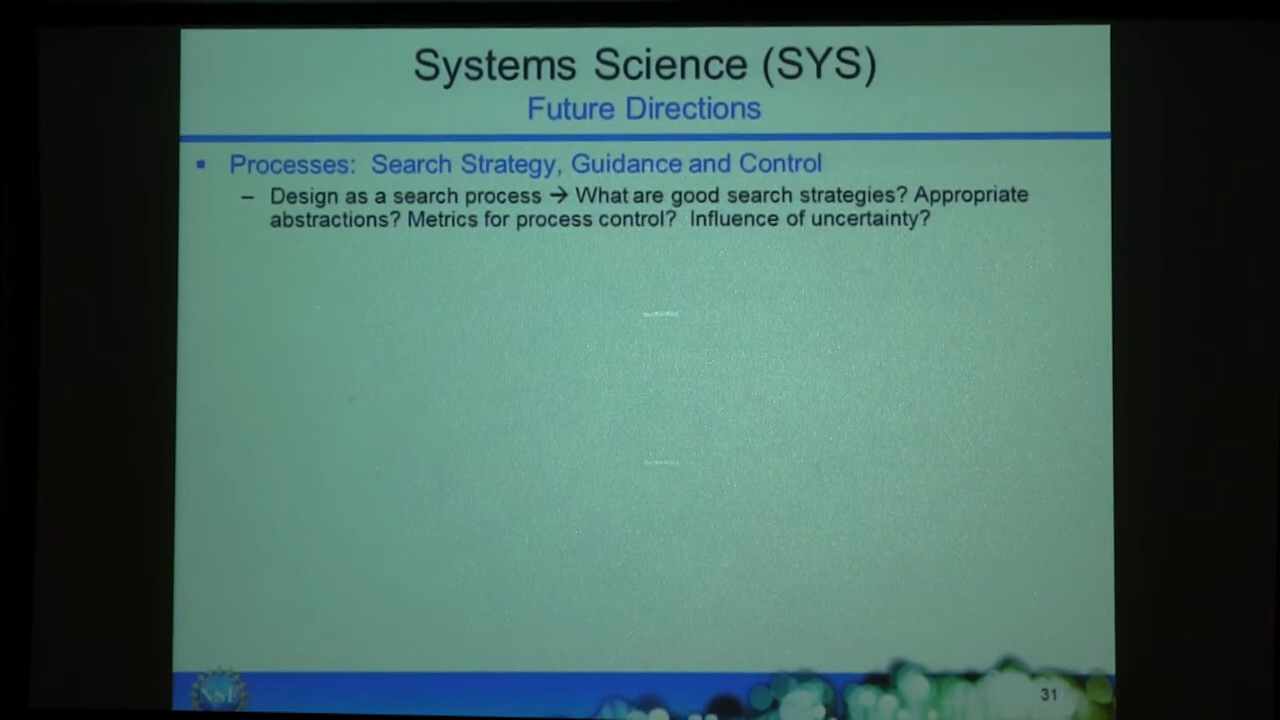 Systems Science (SYS)
Future Directions
▪ Processes: Search Strategy, Guidance and Control
– Design as a search process → What are good search strategies? Appropriate
abstractions? Metrics for process control? Influence of uncertainty?
NSF
31